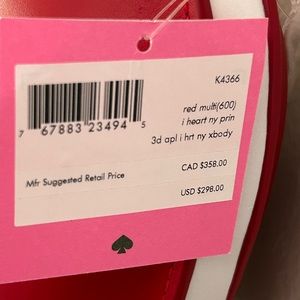 K4366
red multi(600)
i heart ny prin
3d apl i hrt ny xbody
7 67883 23494 5
Mfr Suggested Retail Price
CAD $358.00
USD $298.00